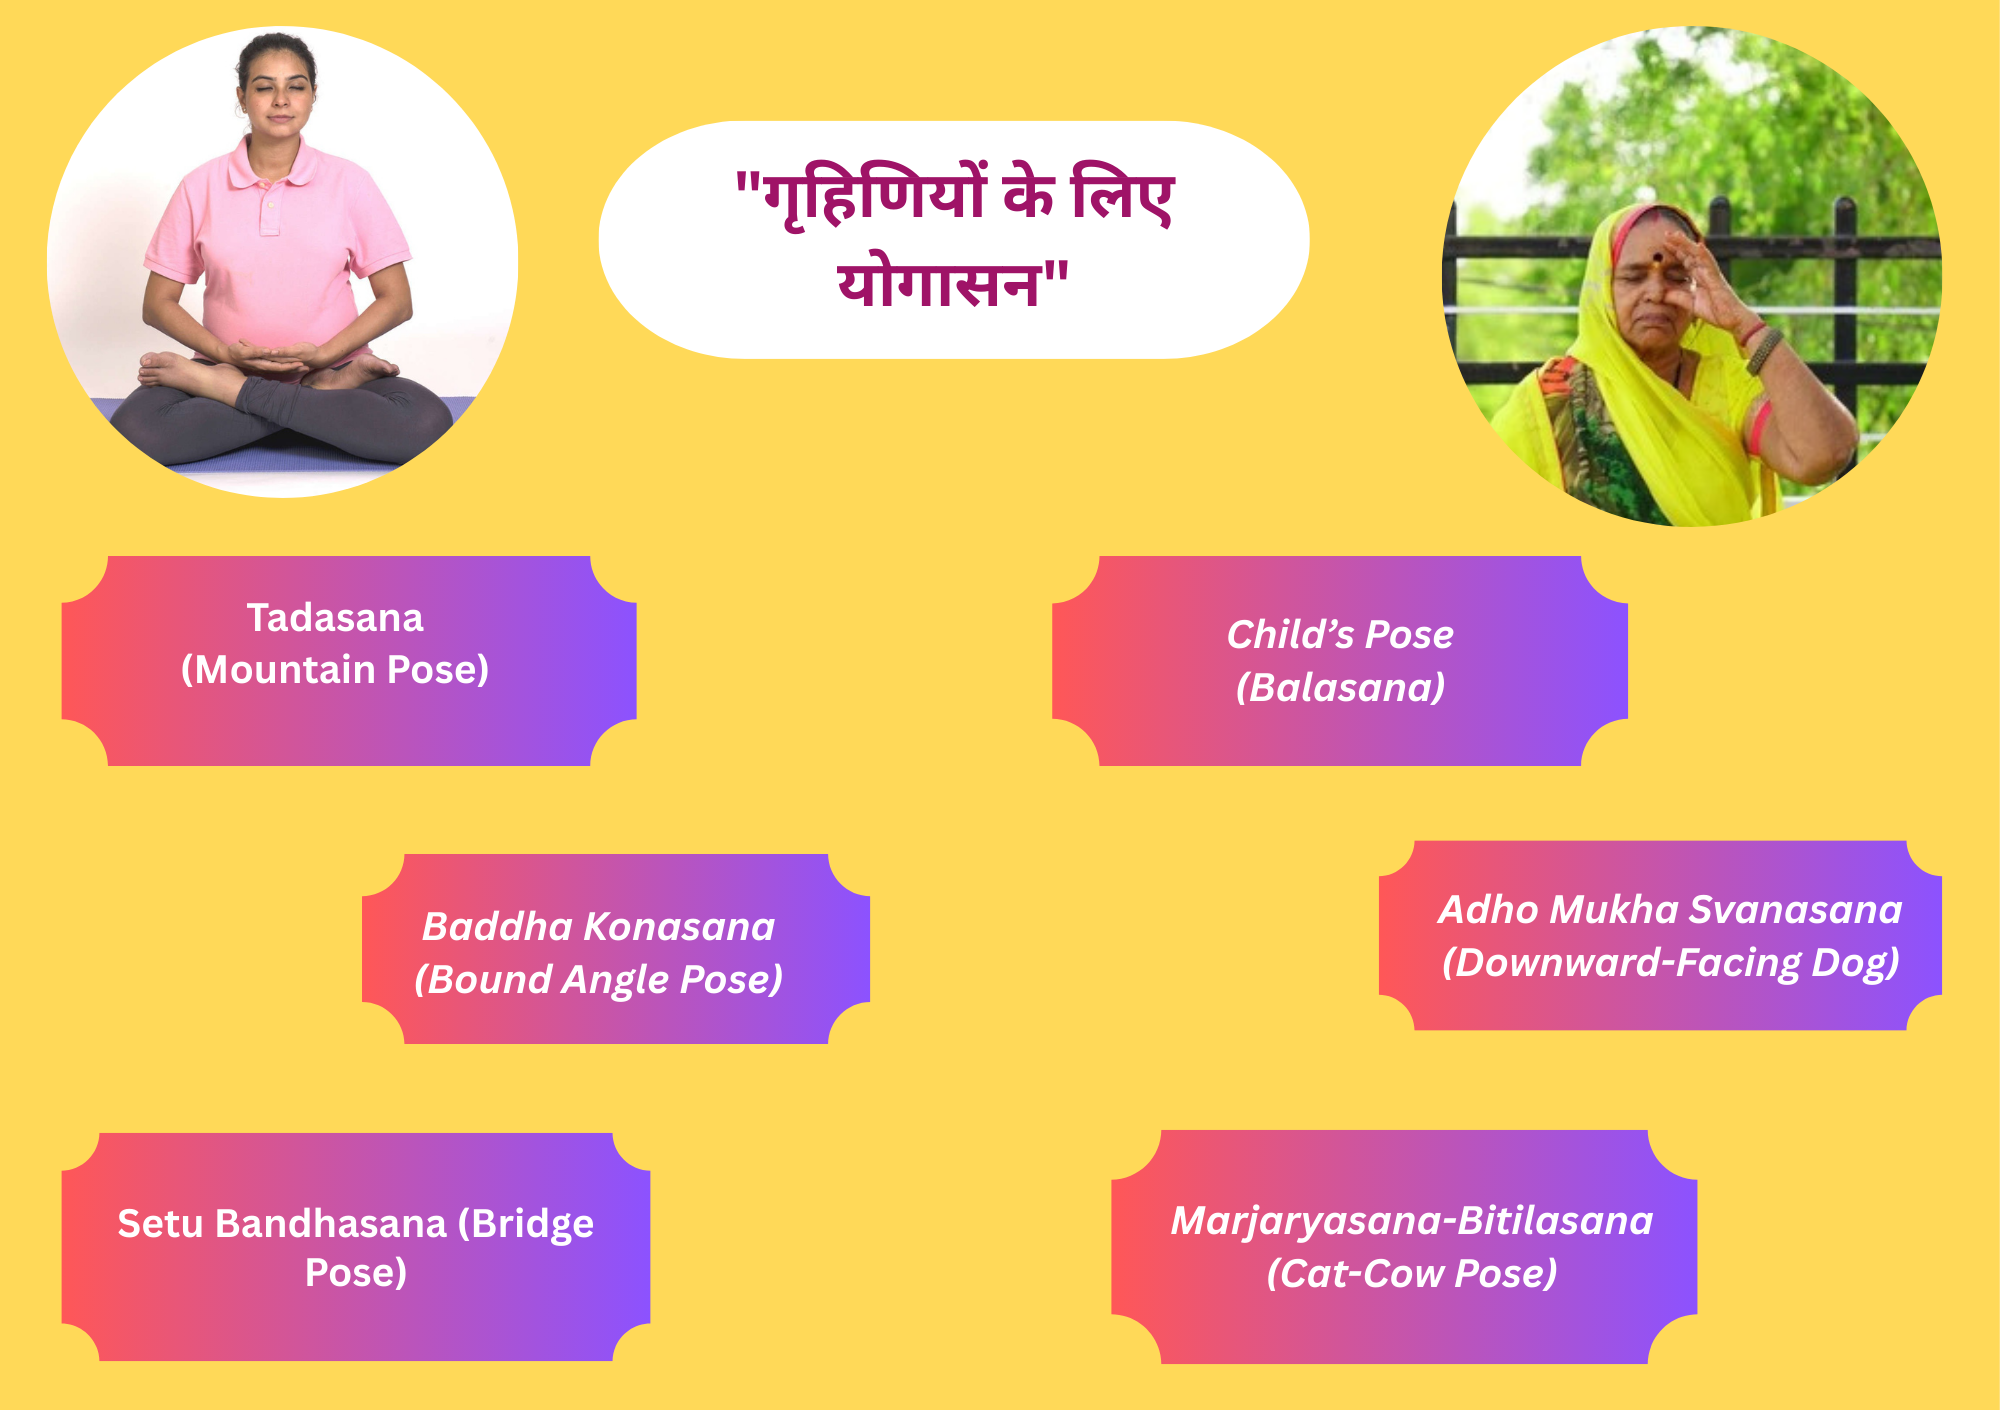 "गृहिणियों के लिए
योगासन"
Tadasana
(Mountain Pose)
Child’s Pose
(Balasana)
Baddha Konasana
(Bound Angle Pose)
Adho Mukha Svanasana
(Downward-Facing Dog)
Setu Bandhasana (Bridge
Pose)
Marjaryasana-Bitilasana
(Cat-Cow Pose)